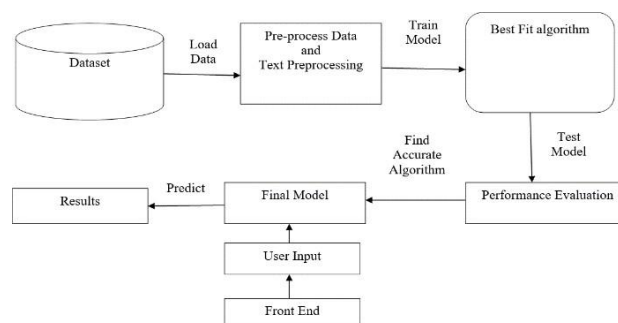 Dataset
Load
Data
Pre-process Data
and
Text Preprocessing
Train
Model
Best Fit algorithm
Test
Model
Find
Accurate
Algorithm
Performance Evaluation
Final Model
Predict
Results
User Input
Front End